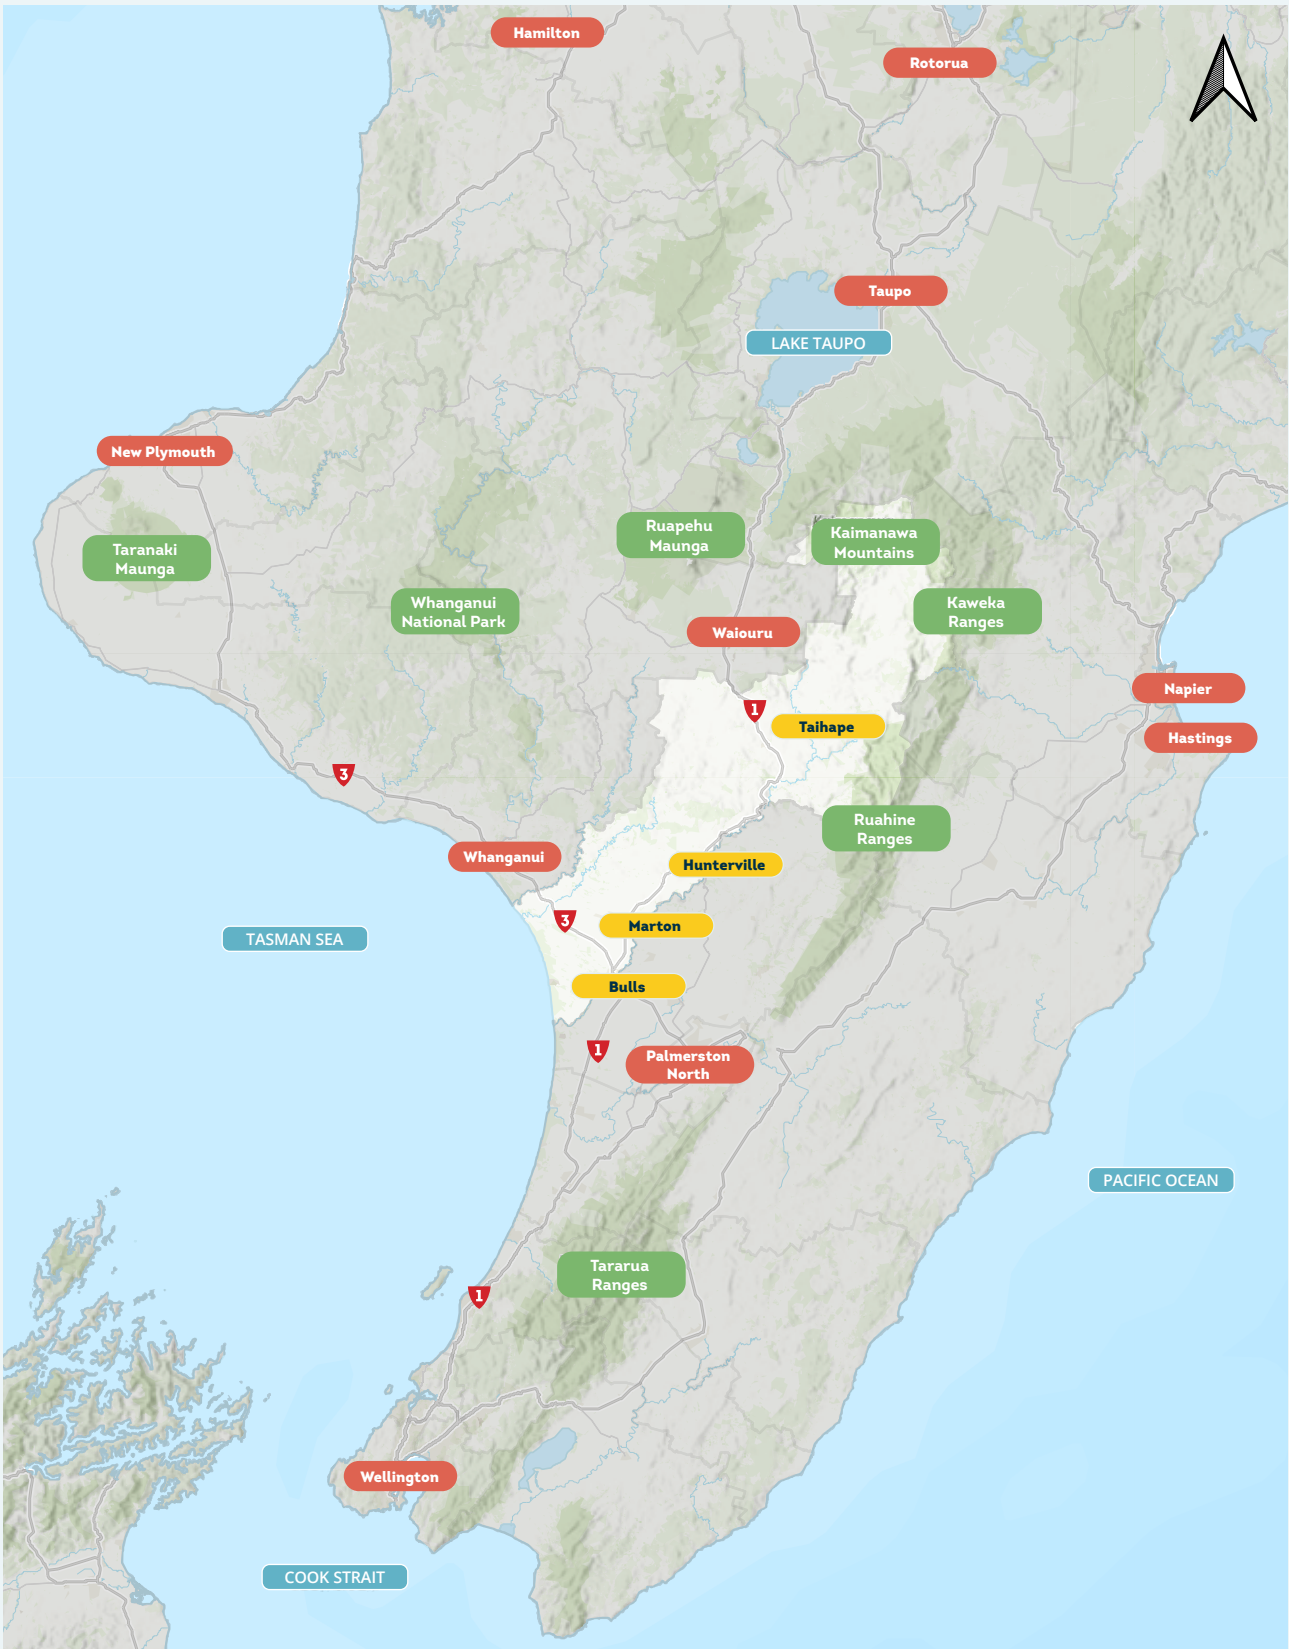 Hamilton
Rotorua
Taupo
LAKE TAUPO
New Plymouth
Ruapehu
Maunga
Kaimanawa
Mountains
Taranaki
Maunga
Whanganui
National Park
Kaweka
Ranges
Waiouru
Napier
1
Taihape
Hastings
3
Ruahine
Ranges
Whanganui
Hunterville
3
Marton
TASMAN SEA
Bulls
1
Palmerston
North
PACIFIC OCEAN
Tararua
Ranges
1
Wellington
COOK STRAIT